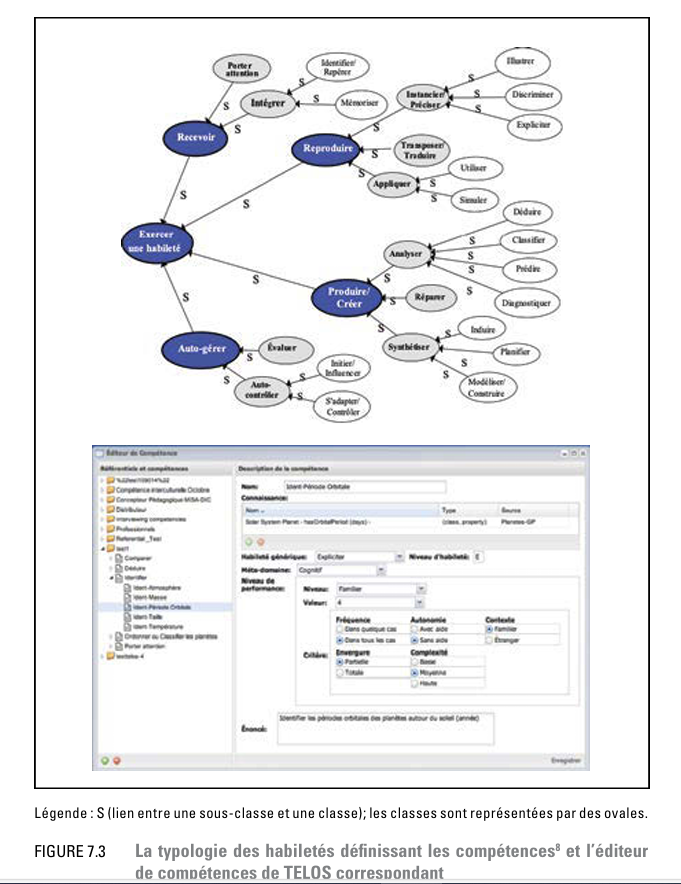 Porter
attention
Identifier/
Repérer
Intégrer
Mémoriser
Recevoir
S
S
S
S
Illustrer
Instancier/
Préciser
Discriminer
Expliciter
Reproduire
Transposer/
Traduire
Utiliser
Appliquer
Simuler
S
S
S
S
S
S
S
S
Exercer
une habileté
S
S
S
S
Déduire
Classifier
Analyser
Prédire
Diagnostiquer
Produire/
Créer
Réparer
Induire
Synthétiser
Planifier
Modéliser/
Construire
S
S
S
S
S
S
S
S
S
Auto-gérer
Évaluer
Initier/
Influencer
Auto-
contrôler
S'adapter/
Contrôler
S
S
S
S
Éditeur de Compétence
Référentiels et compétences
Compétence interculturelle Octobre
Concepteur Pédagogique MISA-DIC
Distributeur
Interviewing competencies
Professionnels
Referential_Test
test1
Comparer
Déduire
Identifier
Ident-Atmosphère
Ident-Masse
Ident-Période Orbitale
Ident-Taille
Ident-Température
Ordonner ou Classifier les planètes
Porter attention
testelos-4
Description de la compétence
Nom: Ident-Période Orbitale
Connaissance:
Nom Type Source
Solar System Planet - hasOrbitalPeriod (days) - (class, property) Planetes-GP
Habileté générique: Expliciter Niveau d'habileté: 6
Méta-domaine: Cognitif
Niveau de
performance:
Niveau: Familier
Valeur: 4
Critère:
Fréquence Autonomie Contexte
Dans quelque cas Avec aide Familier
Dans tous les cas Sans aide Étranger
Envergure Complexité
Partielle Basse
Totale Moyenne
Haute
Énoncé: Identifier les périodes orbitales des planètes autour du soleil (année)
Enregistrer
Légende : S (lien entre une sous-classe et une classe); les classes sont représentées par des ovales.
FIGURE 7.3 La typologie des habiletés définissant les compétences⁸ et l’éditeur
de compétences de TELOS correspondant